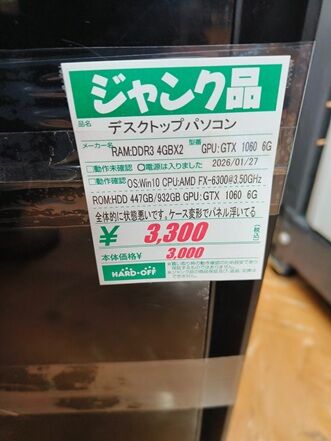 ジャンク品
品名 デスクトップパソコン
メーカー名 RAM:DDR3 4GBX2 型番 GPU:GTX 1060 6G
□動作未確認 ○電源は入りました 2026/01/27
□動作確認 OS:Win10 CPU:AMD FX-6300@3.50GHz
ROM:HDD 447GB/932GB GPU: GTX 1060 6G
全体的に状態悪いです。ケース変形でパネル浮いてる
¥ 3,300 (税込)
本体価格¥ 3,000
HARD-OFF